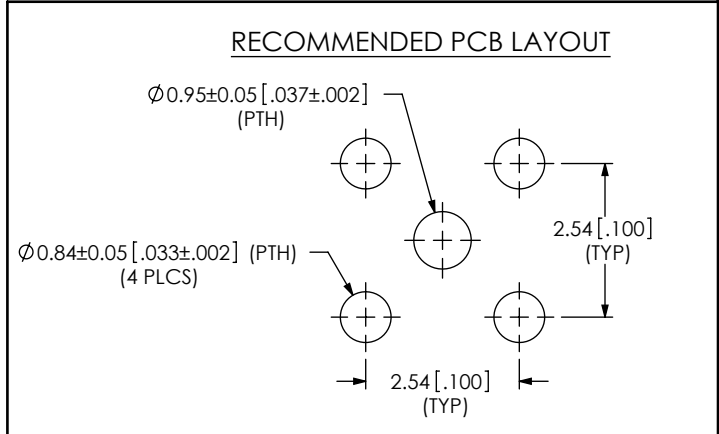 RECOMMENDED PCB LAYOUT
∅0.95±0.05 [.037±.002]
(PTH)
2.54 [.100]
(TYP)
∅0.84±0.05 [.033±.002] (PTH)
(4 PLCS)
2.54 [.100]
(TYP)